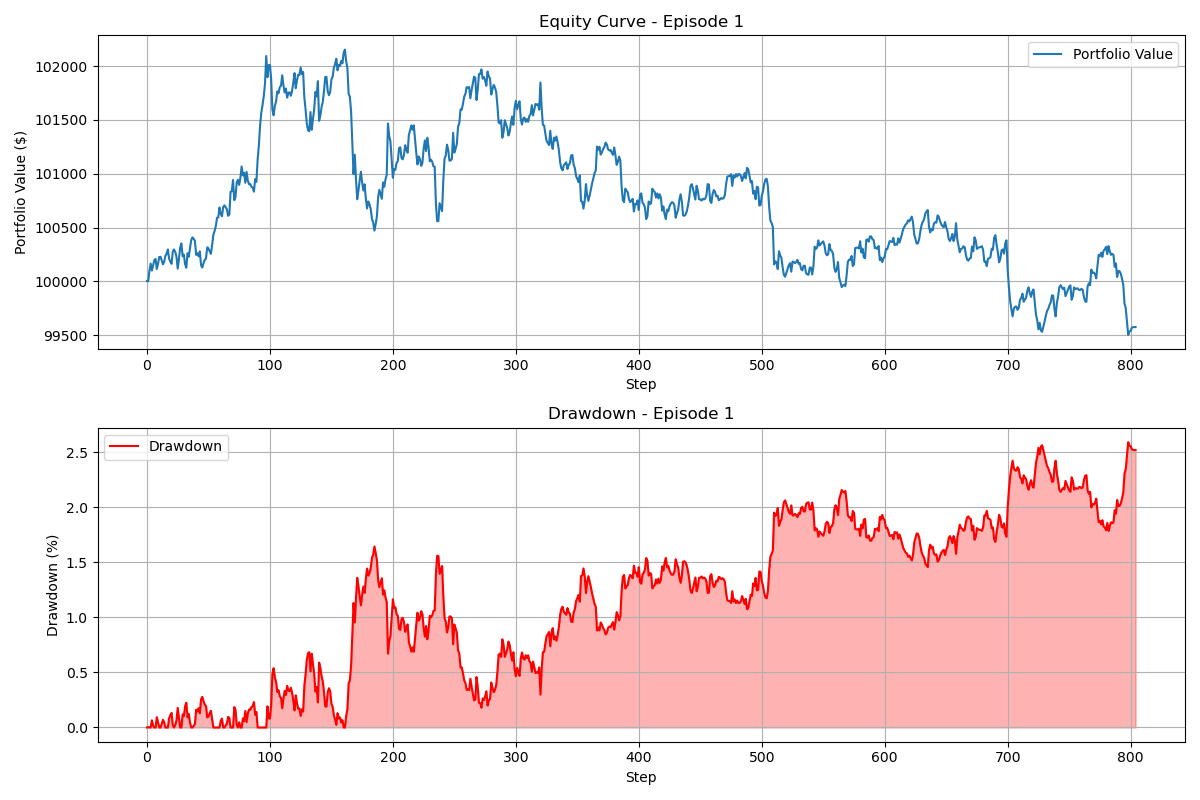 Equity Curve - Episode 1
Portfolio Value ($)
102000
101500
101000
100500
100000
99500
Portfolio Value
0 100 200 300 400 500 600 700 800
Step
Drawdown - Episode 1
Drawdown (%)
2.5
2.0
1.5
1.0
0.5
0.0
Drawdown
0 100 200 300 400 500 600 700 800
Step